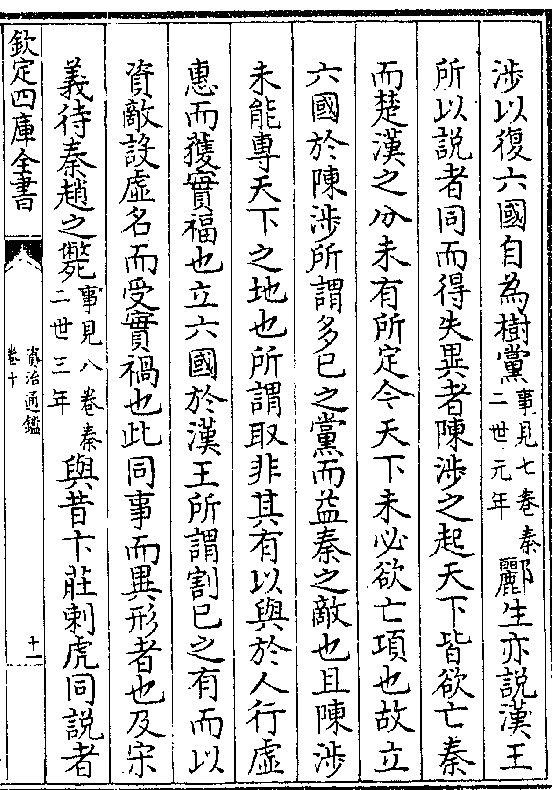 涉以復六國自為樹黨事見七卷秦二世元年酈生亦說漢王
所以說者同而得失異者陳涉之起天下皆欲亡秦
而楚漢之分未有所定今天下未必欲亡項也故立
六國於陳涉所謂多已之黨而益秦之敵也且陳涉
未能專天下之地也所謂取非其有以與於人行虛
惠而獲實福也立六國於漢王所謂割已之有而以
資敵設虛名而受實禍也此同事而異形者也及宋
義待秦趙之斃事見八卷秦二世三年與昔卞莊刺虎同說者
欽定四庫全書
資治通鑑
卷十
十一